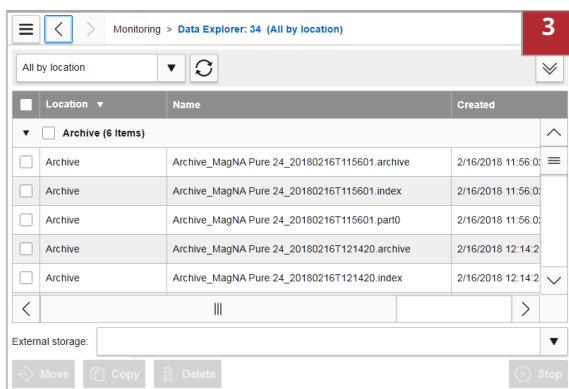 Monitoring > Data Explorer: 34 (All by location)
3
All by location
Location Name Created
Archive (6 Items)
Archive Archive_MagNA Pure 24_20180216T115601.archive 2/16/2018 11:56:0
Archive Archive_MagNA Pure 24_20180216T115601.index 2/16/2018 11:56:0
Archive Archive_MagNA Pure 24_20180216T115601.part0 2/16/2018 11:56:0
Archive Archive_MagNA Pure 24_20180216T121420.archive 2/16/2018 12:14:2
Archive Archive_MagNA Pure 24_20180216T121420.index 2/16/2018 12:14:2
External storage:
Move Copy Delete Stop